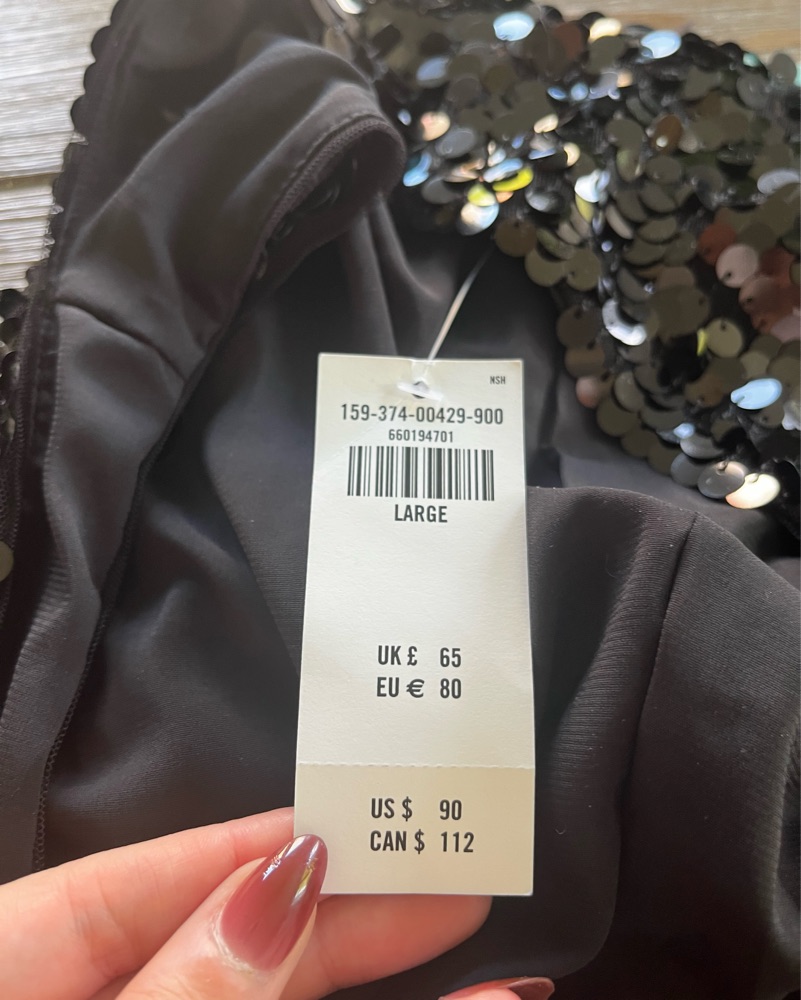 NSH
159-374-00429-900
660194701
LARGE
UK £ 65
EU € 80
US $ 90
CAN $ 112